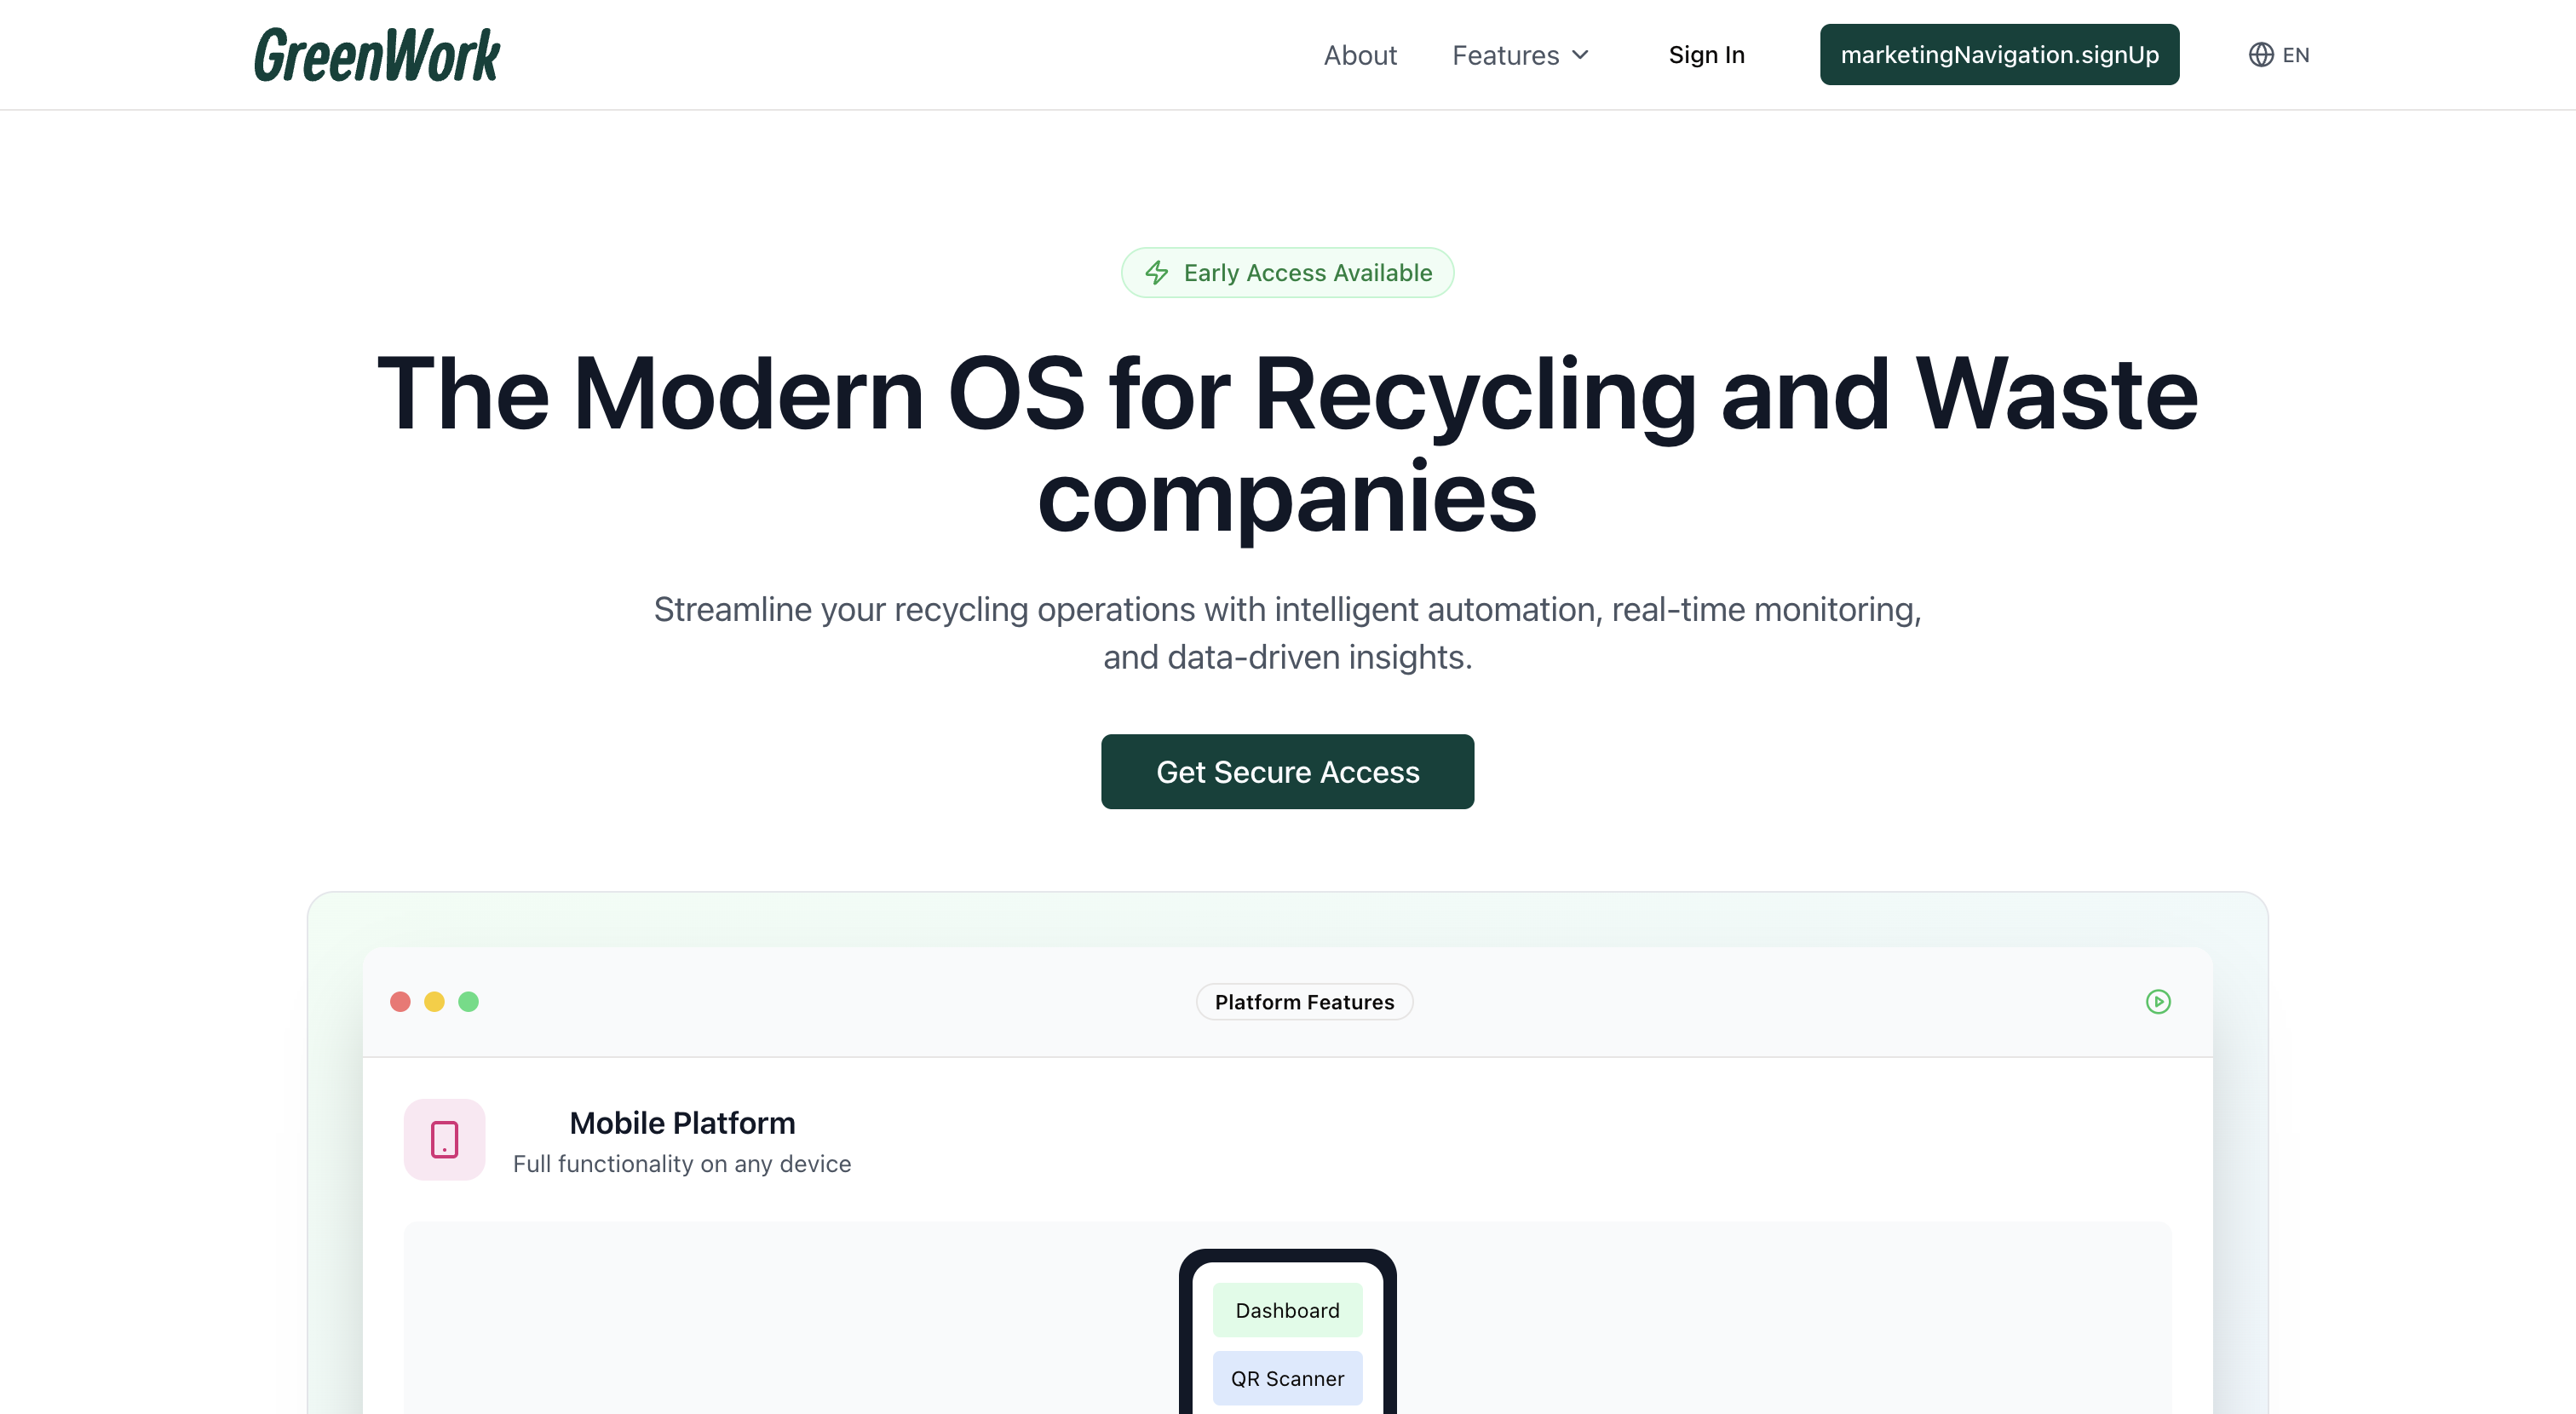 GreenWork
About
Features
Sign In
marketingNavigation.signUp
EN
Early Access Available
The Modern OS for Recycling and Waste
companies
Streamline your recycling operations with intelligent automation, real-time monitoring,
and data-driven insights.
Get Secure Access
Platform Features
Mobile Platform
Full functionality on any device
Dashboard
QR Scanner